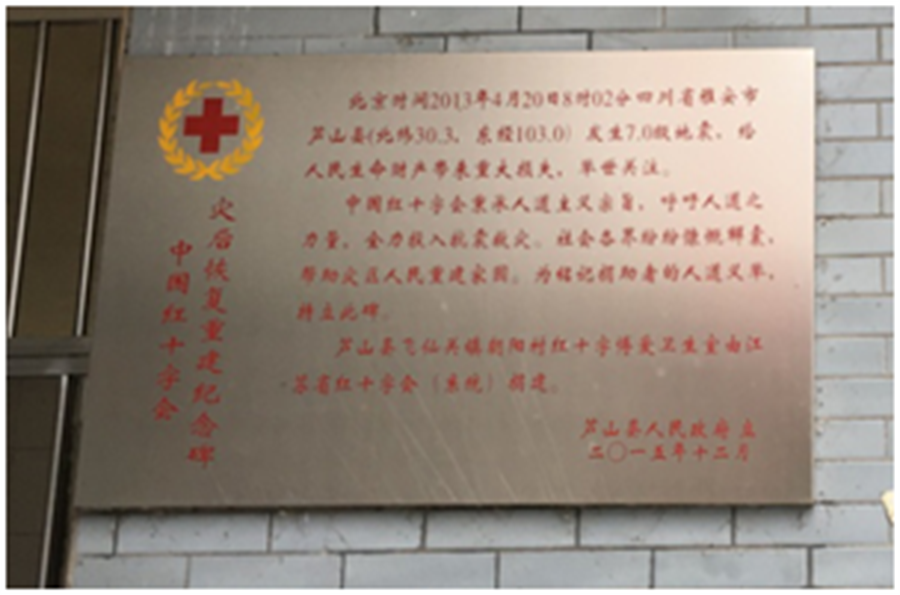 中国红十字会
灾后恢复重建纪念碑
北京时间2013年4月20日8时02分四川省雅安市
芦山县(北纬30.3，东经103.0）发生7.0级地震，给
人民生命财产带来重大损失，举世关注。
中国红十字会秉承人道主义宗旨，呼吁人道之
力量，全力投入抗震救灾。社会各界纷纷慷慨解囊，
帮助灾区人民重建家园。为铭记捐助者的人道义举，
特立此碑。
芦山县飞仙关镇朝阳村红十字博爱卫生室由江
苏省红十字会（系统）捐建。
芦山县人民政府 立
二〇一五年十二月